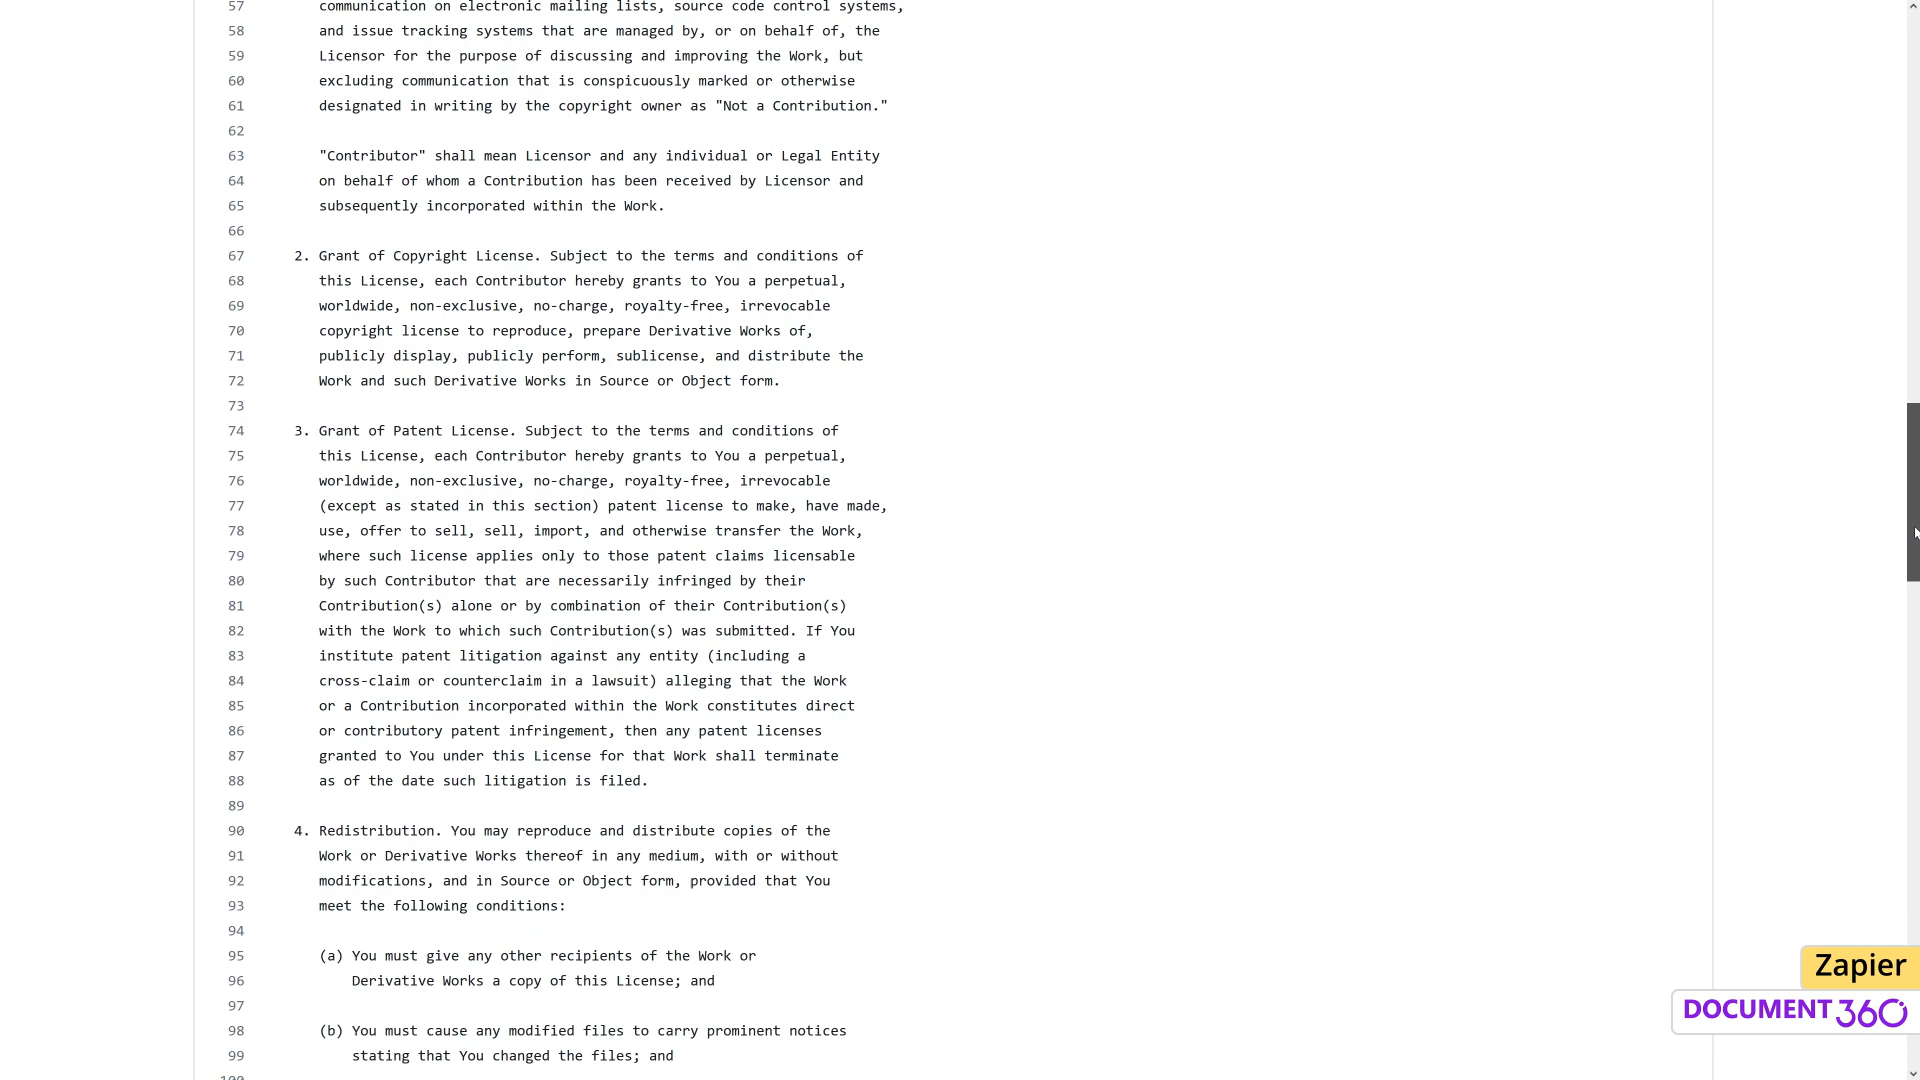 57 communication on electronic mailing lists, source code control systems,
58 and issue tracking systems that are managed by, or on behalf of, the
59 Licensor for the purpose of discussing and improving the Work, but
60 excluding communication that is conspicuously marked or otherwise
61 designated in writing by the copyright owner as "Not a Contribution."
62
63 "Contributor" shall mean Licensor and any individual or Legal Entity
64 on behalf of whom a Contribution has been received by Licensor and
65 subsequently incorporated within the Work.
66
67 2. Grant of Copyright License. Subject to the terms and conditions of
68 this License, each Contributor hereby grants to You a perpetual,
69 worldwide, non-exclusive, no-charge, royalty-free, irrevocable
70 copyright license to reproduce, prepare Derivative Works of,
71 publicly display, publicly perform, sublicense, and distribute the
72 Work and such Derivative Works in Source or Object form.
73
74 3. Grant of Patent License. Subject to the terms and conditions of
75 this License, each Contributor hereby grants to You a perpetual,
76 worldwide, non-exclusive, no-charge, royalty-free, irrevocable
77 (except as stated in this section) patent license to make, have made,
78 use, offer to sell, sell, import, and otherwise transfer the Work,
79 where such license applies only to those patent claims licensable
80 by such Contributor that are necessarily infringed by their
81 Contribution(s) alone or by combination of their Contribution(s)
82 with the Work to which such Contribution(s) was submitted. If You
83 institute patent litigation against any entity (including a
84 cross-claim or counterclaim in a lawsuit) alleging that the Work
85 or a Contribution incorporated within the Work constitutes direct
86 or contributory patent infringement, then any patent licenses
87 granted to You under this License for that Work shall terminate
88 as of the date such litigation is filed.
89
90 4. Redistribution. You may reproduce and distribute copies of the
91 Work or Derivative Works thereof in any medium, with or without
92 modifications, and in Source or Object form, provided that You
93 meet the following conditions:
94
95 (a) You must give any other recipients of the Work or
96 Derivative Works a copy of this License; and
97
98 (b) You must cause any modified files to carry prominent notices
99 stating that You changed the files; and
100
Zapier
DOCUMENT360